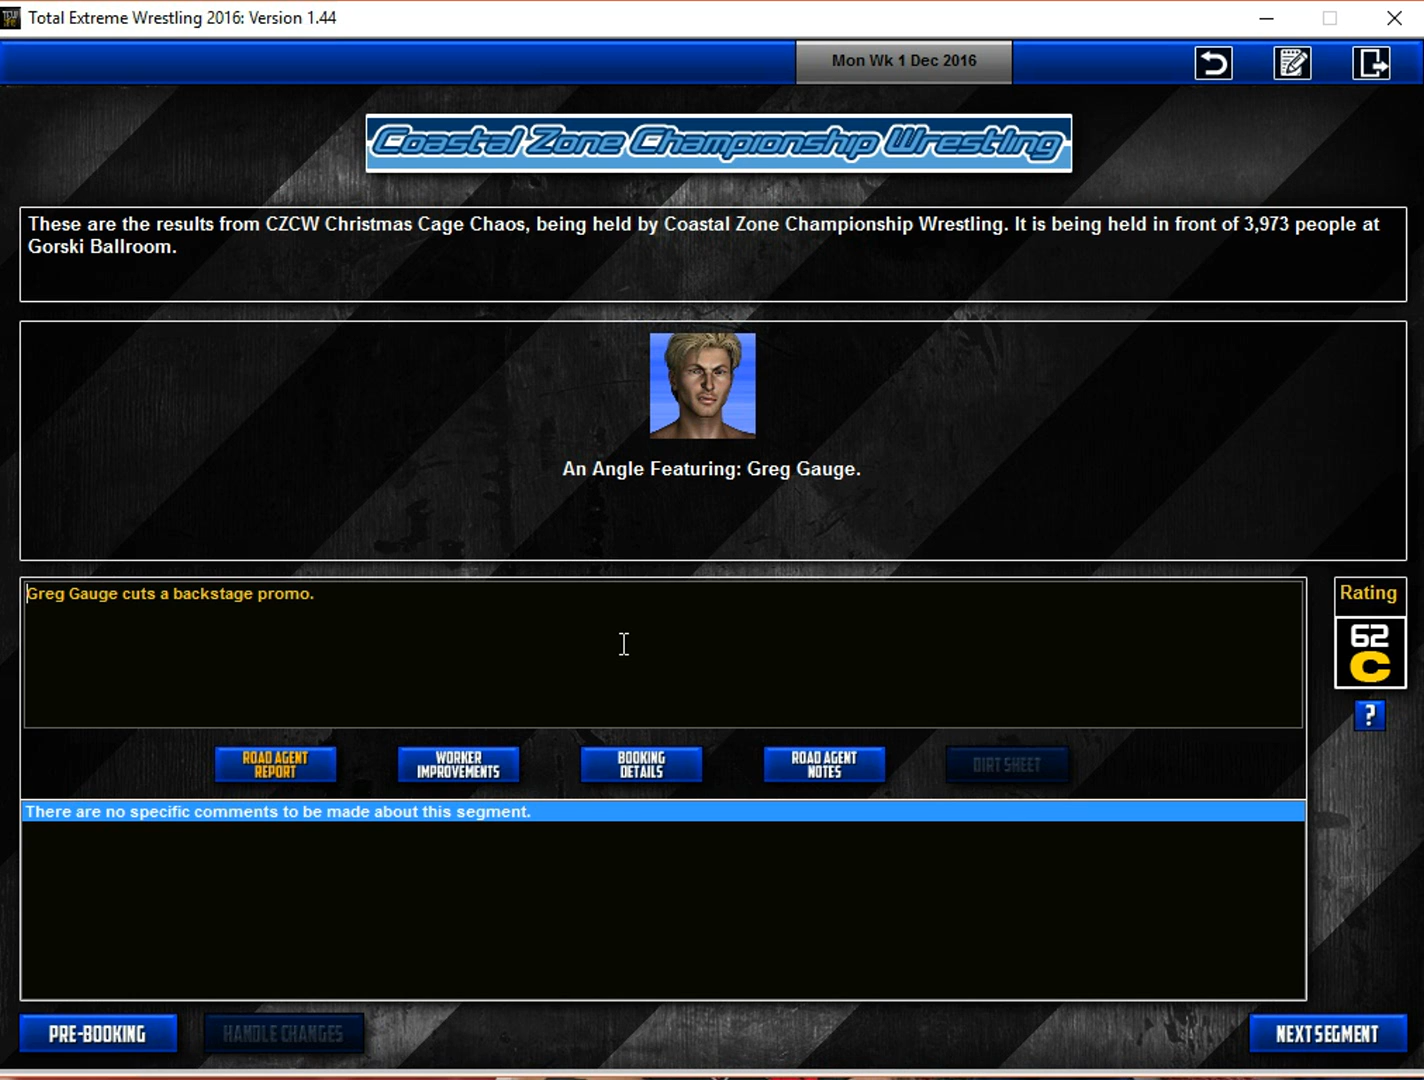 Total Extreme Wrestling 2016: Version 1.44
Mon Wk 1 Dec 2016
Coastal Zone Championship Wrestling
These are the results from CZCW Christmas Cage Chaos, being held by Coastal Zone Championship Wrestling. It is being held in front of 3,973 people at
Gorski Ballroom.
An Angle Featuring: Greg Gauge.
Greg Gauge cuts a backstage promo.
Rating
62
C
?
ROAD AGENT
REPORT
WORKER
IMPROVEMENTS
BOOKING
DETAILS
ROAD AGENT
NOTES
DIRT SHEET
There are no specific comments to be made about this segment.
PRE-BOOKING
HANDLE CHANGES
NEXT SEGMENT